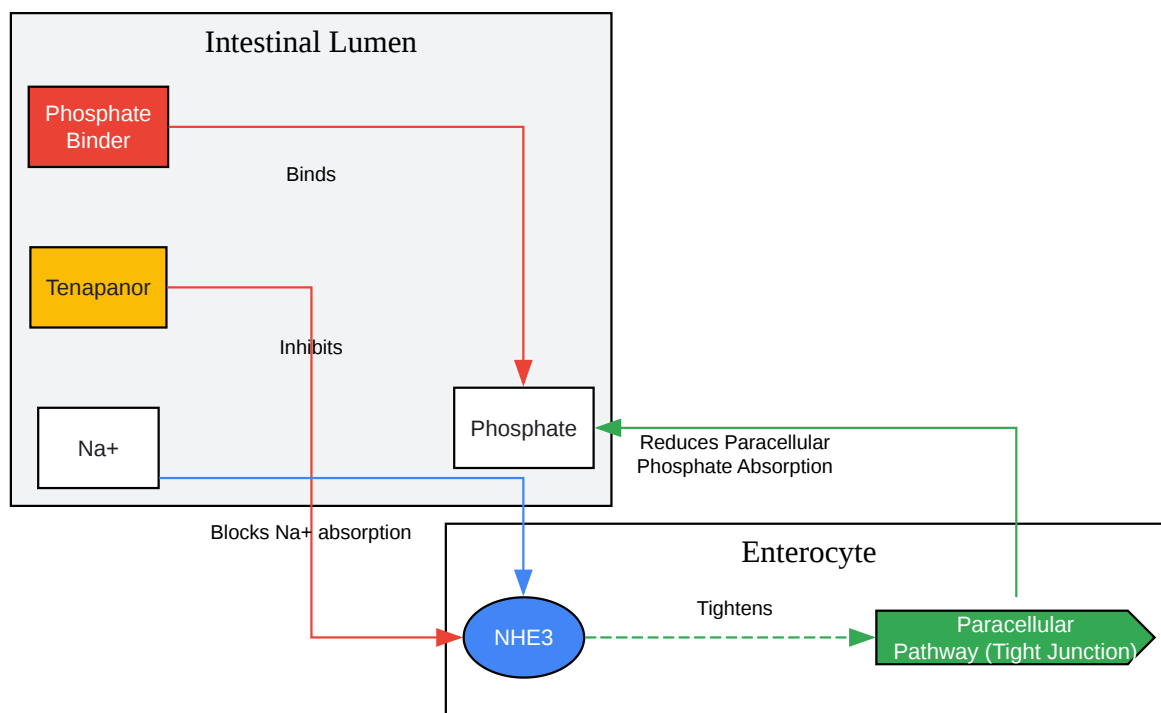 Intestinal Lumen
Phosphate
Binder
Binds
Tenapanor
Inhibits
Na+
Phosphate
Reduces Paracellular
Phosphate Absorption
Blocks Na+ absorption
Enterocyte
NHE3
Tightens
Paracellular
Pathway (Tight Junction)